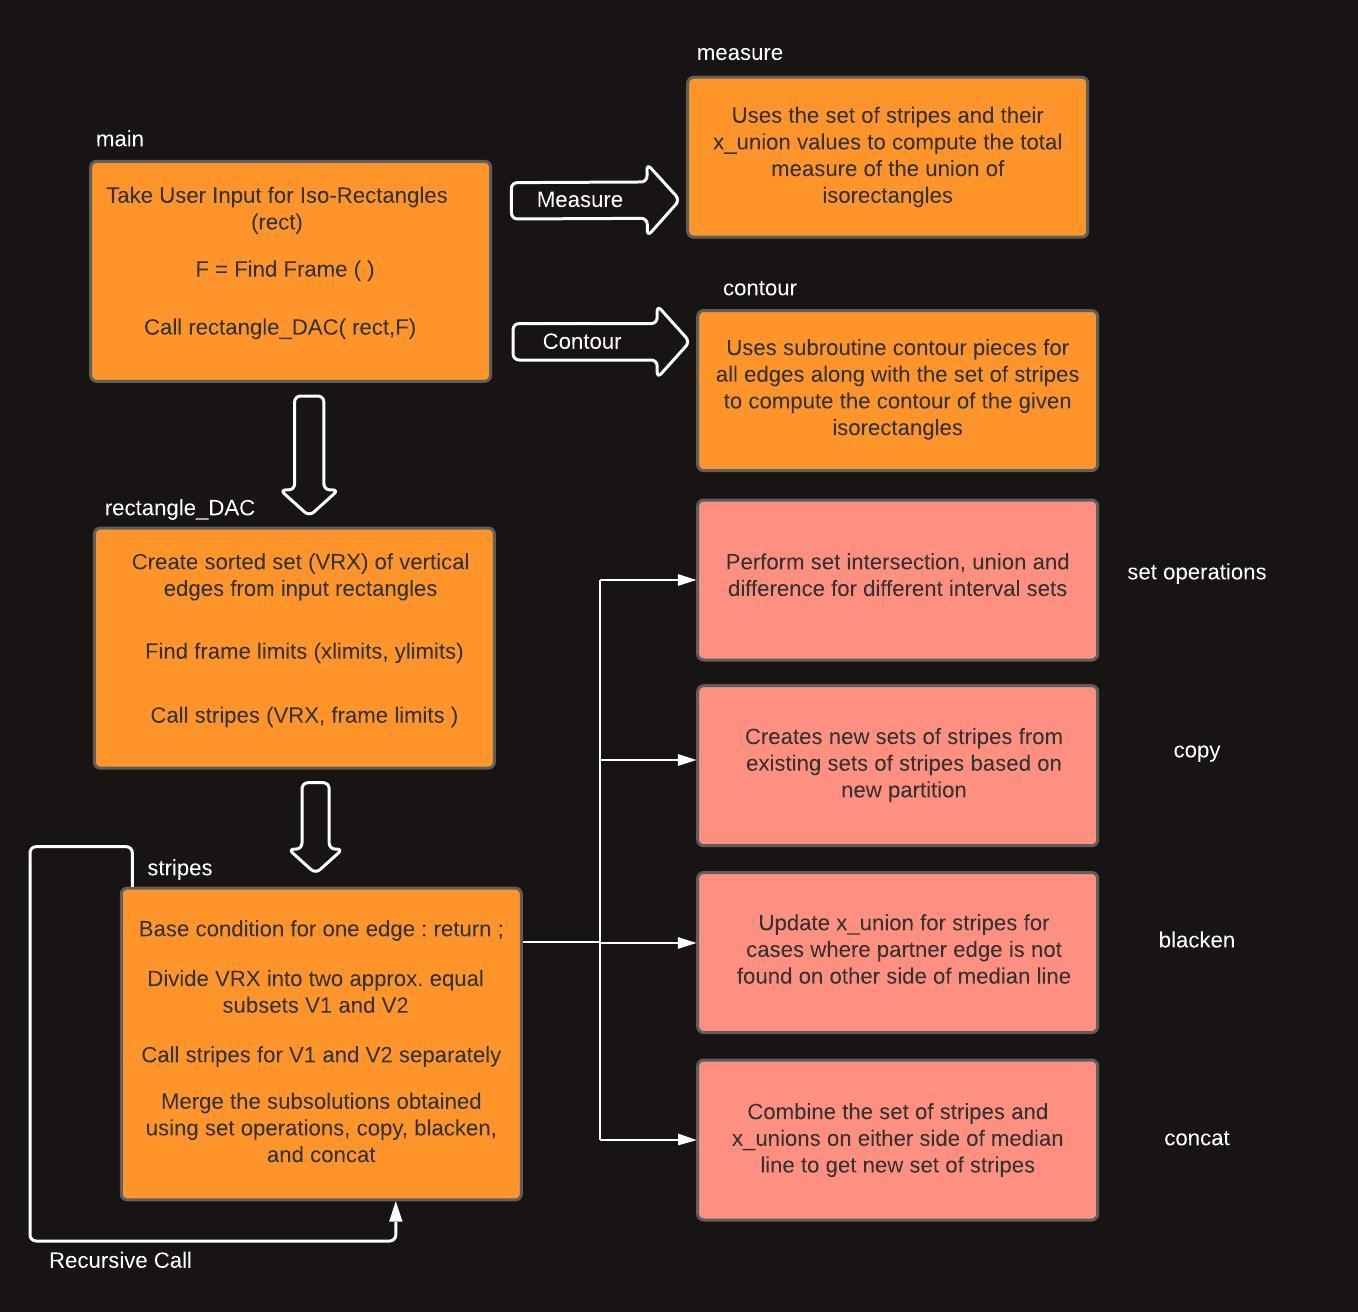 main
Take User Input for Iso-Rectangles
(rect)
F = Find Frame ( )
Call rectangle_DAC( rect,F)
Measure
measure
Uses the set of stripes and their
x_union values to compute the total
measure of the union of
isorectangles
Contour
contour
Uses subroutine contour pieces for
all edges along with the set of stripes
to compute the contour of the given
isorectangles
rectangle_DAC
Create sorted set (VRX) of vertical
edges from input rectangles
Find frame limits (xlimits, ylimits)
Call stripes (VRX, frame limits )
stripes
Base condition for one edge : return ;
Divide VRX into two approx. equal
subsets V1 and V2
Call stripes for V1 and V2 separately
Merge the subsolutions obtained
using set operations, copy, blacken,
and concat
Recursive Call
Perform set intersection, union and
difference for different interval sets
set operations
Creates new sets of stripes from
existing sets of stripes based on
new partition
copy
Update x_union for stripes for
cases where partner edge is not
found on other side of median line
blacken
Combine the set of stripes and
x_unions on either side of median
line to get new set of stripes
concat